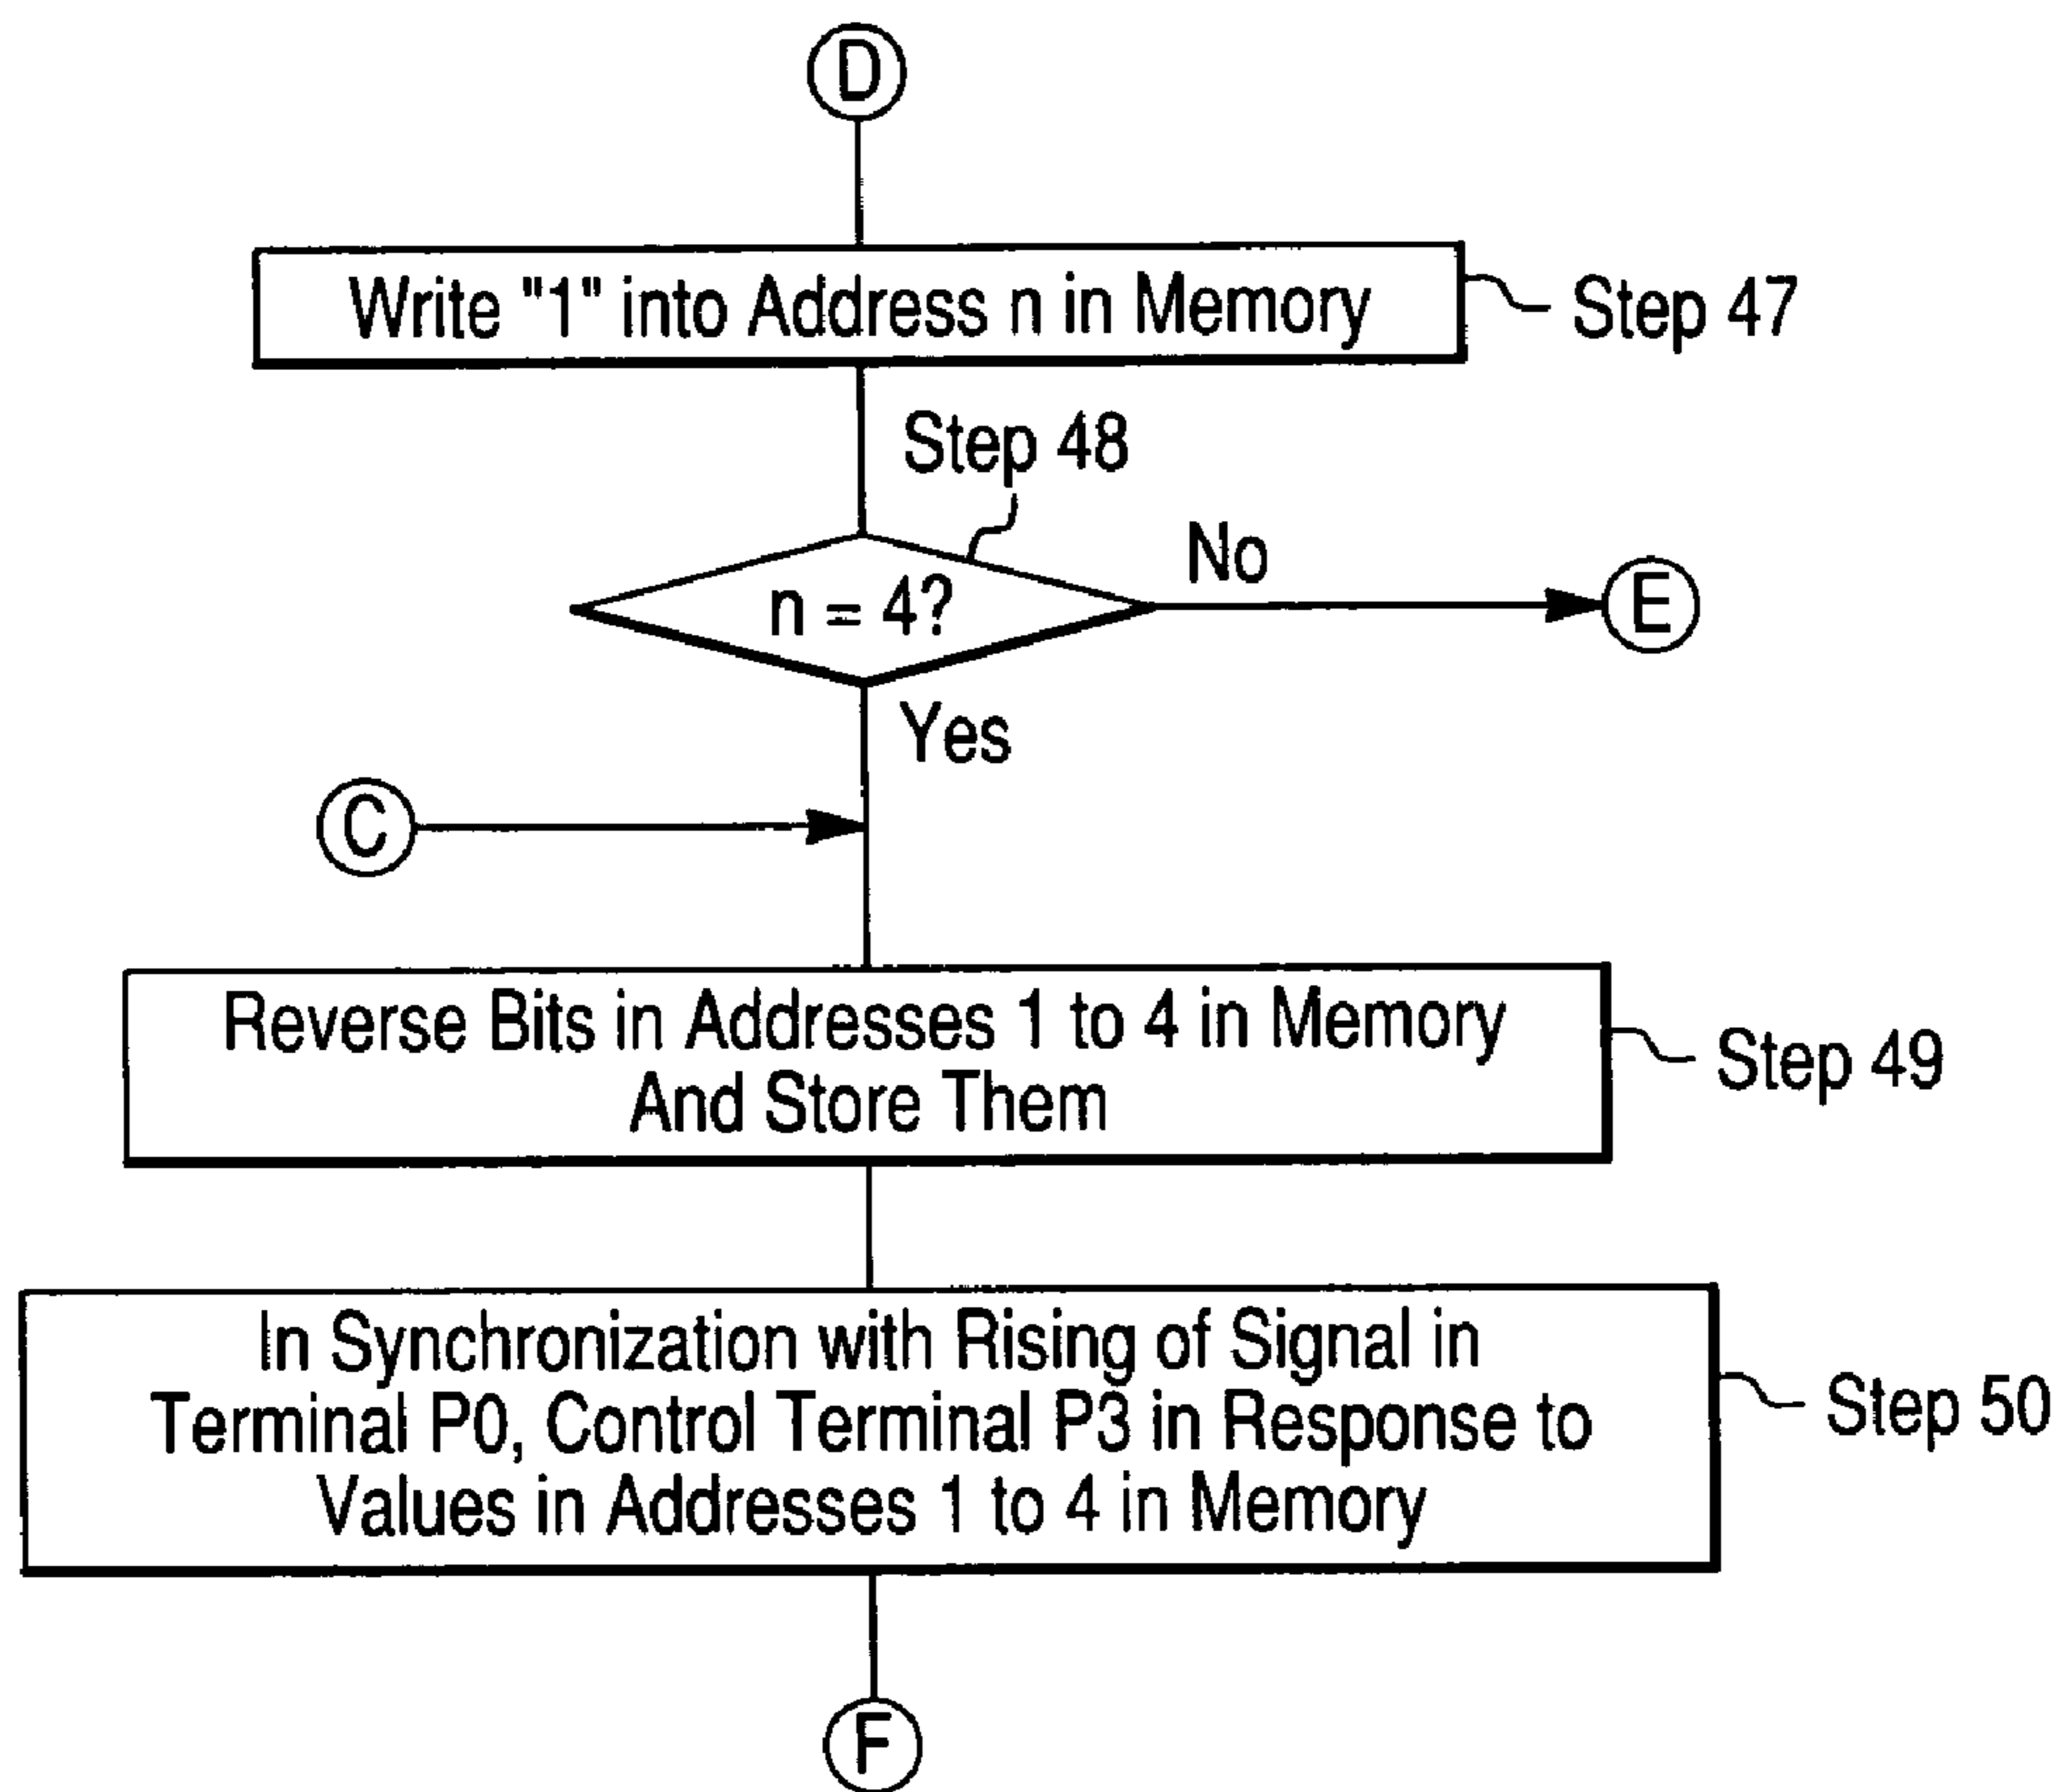 D
Write "1" into Address n in Memory
Step 47
Step 48
n = 4?
No
E
Yes
C
Reverse Bits in Addresses 1 to 4 in Memory
And Store Them
Step 49
In Synchronization with Rising of Signal in
Terminal P0, Control Terminal P3 in Response to
Values in Addresses 1 to 4 in Memory
Step 50
F